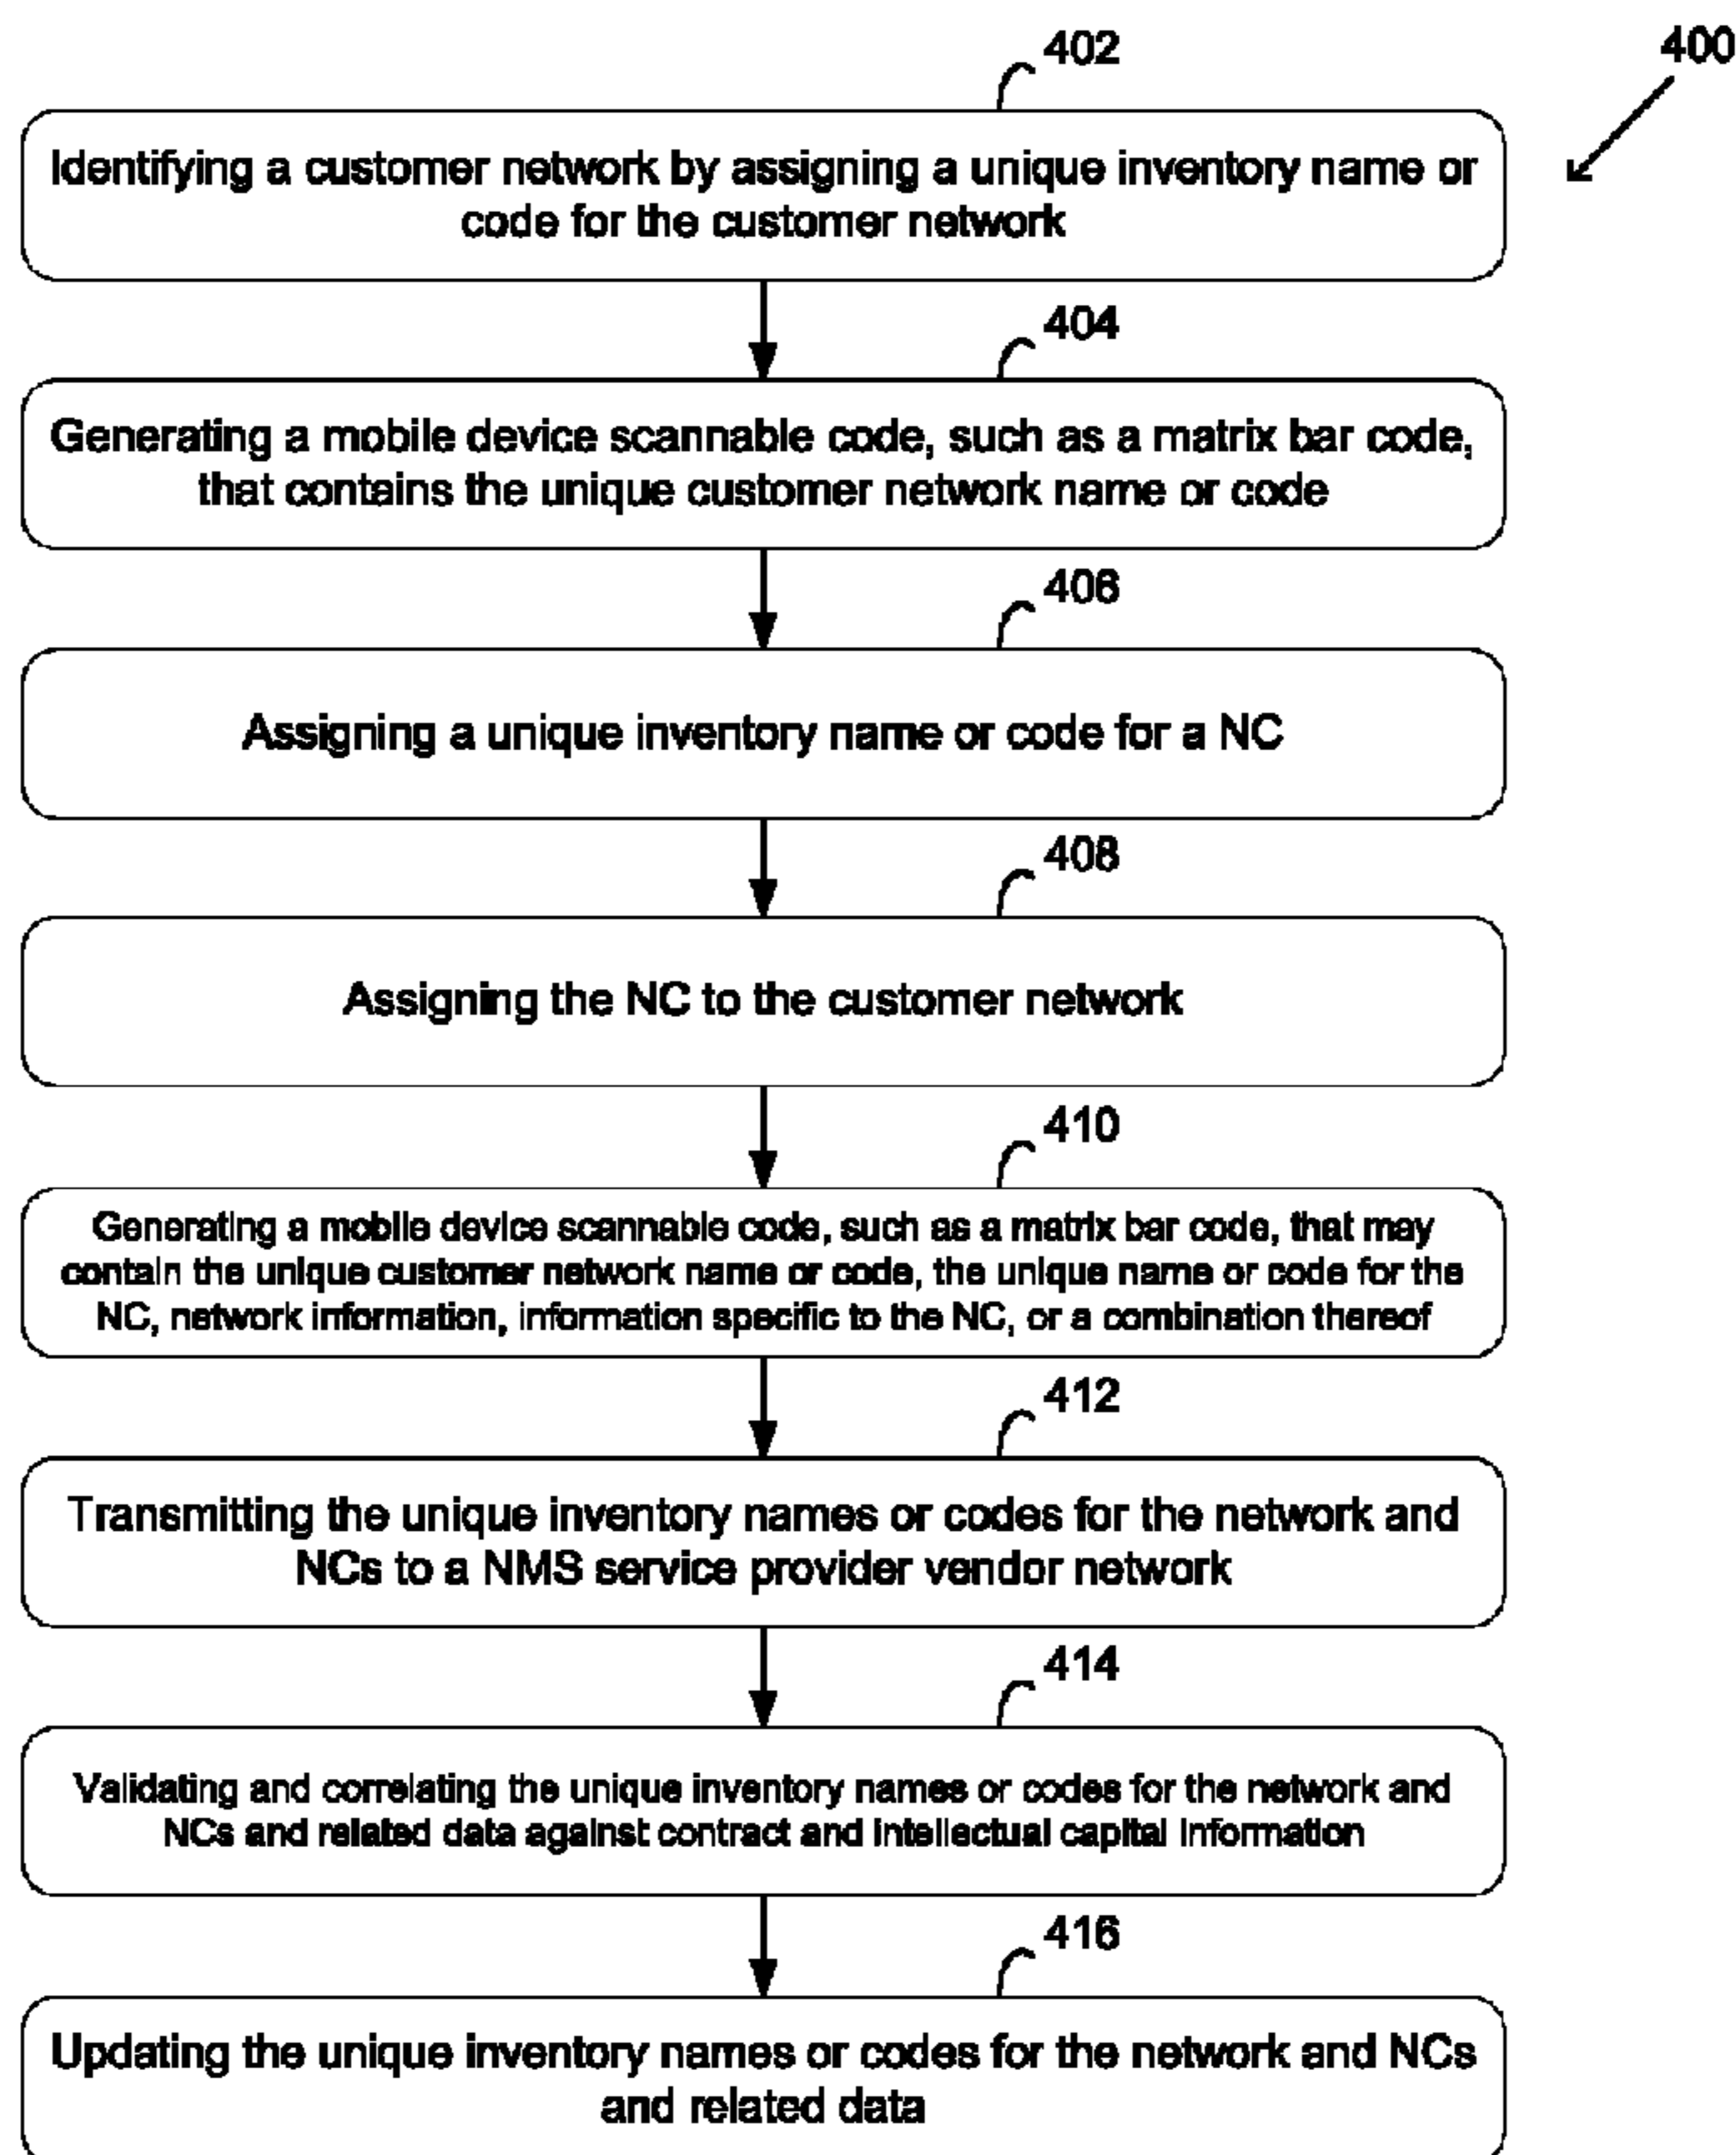 402
400
Identifying a customer network by assigning a unique inventory name or
code for the customer network
404
Generating a mobile device scannable code, such as a matrix bar code,
that contains the unique customer network name or code
406
Assigning a unique inventory name or code for a NC
408
Assigning the NC to the customer network
410
Generating a mobile device scannable code, such as a matrix bar code, that may
contain the unique customer network name or code, the unique name or code for the
NC, network information, information specific to the NC, or a combination thereof
412
Transmitting the unique inventory names or codes for the network and
NCs to a NMS service provider vendor network
414
Validating and correlating the unique inventory names or codes for the network and
NCs and related data against contract and intellectual capital information
416
Updating the unique inventory names or codes for the network and NCs
and related data